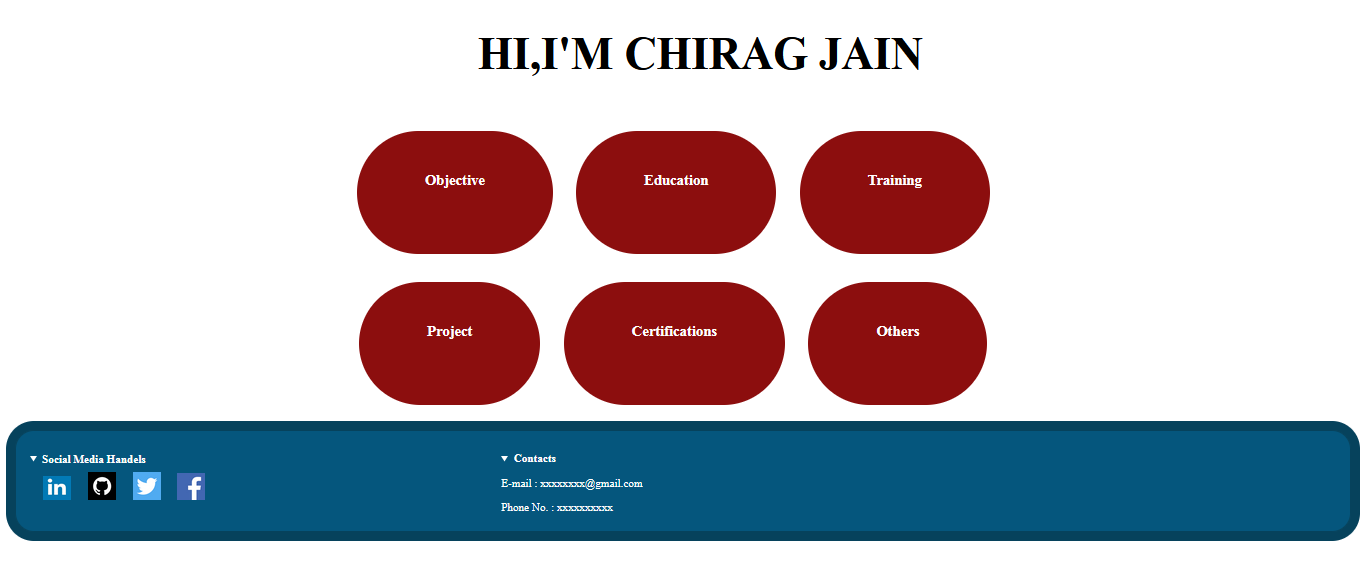 HI,I'M CHIRAG JAIN
Objective
Education
Training
Project
Certifications
Others
Social Media Handels
in
Contacts
E-mail : xxxxxxxx@gmail.com
Phone No. : xxxxxxxxxx